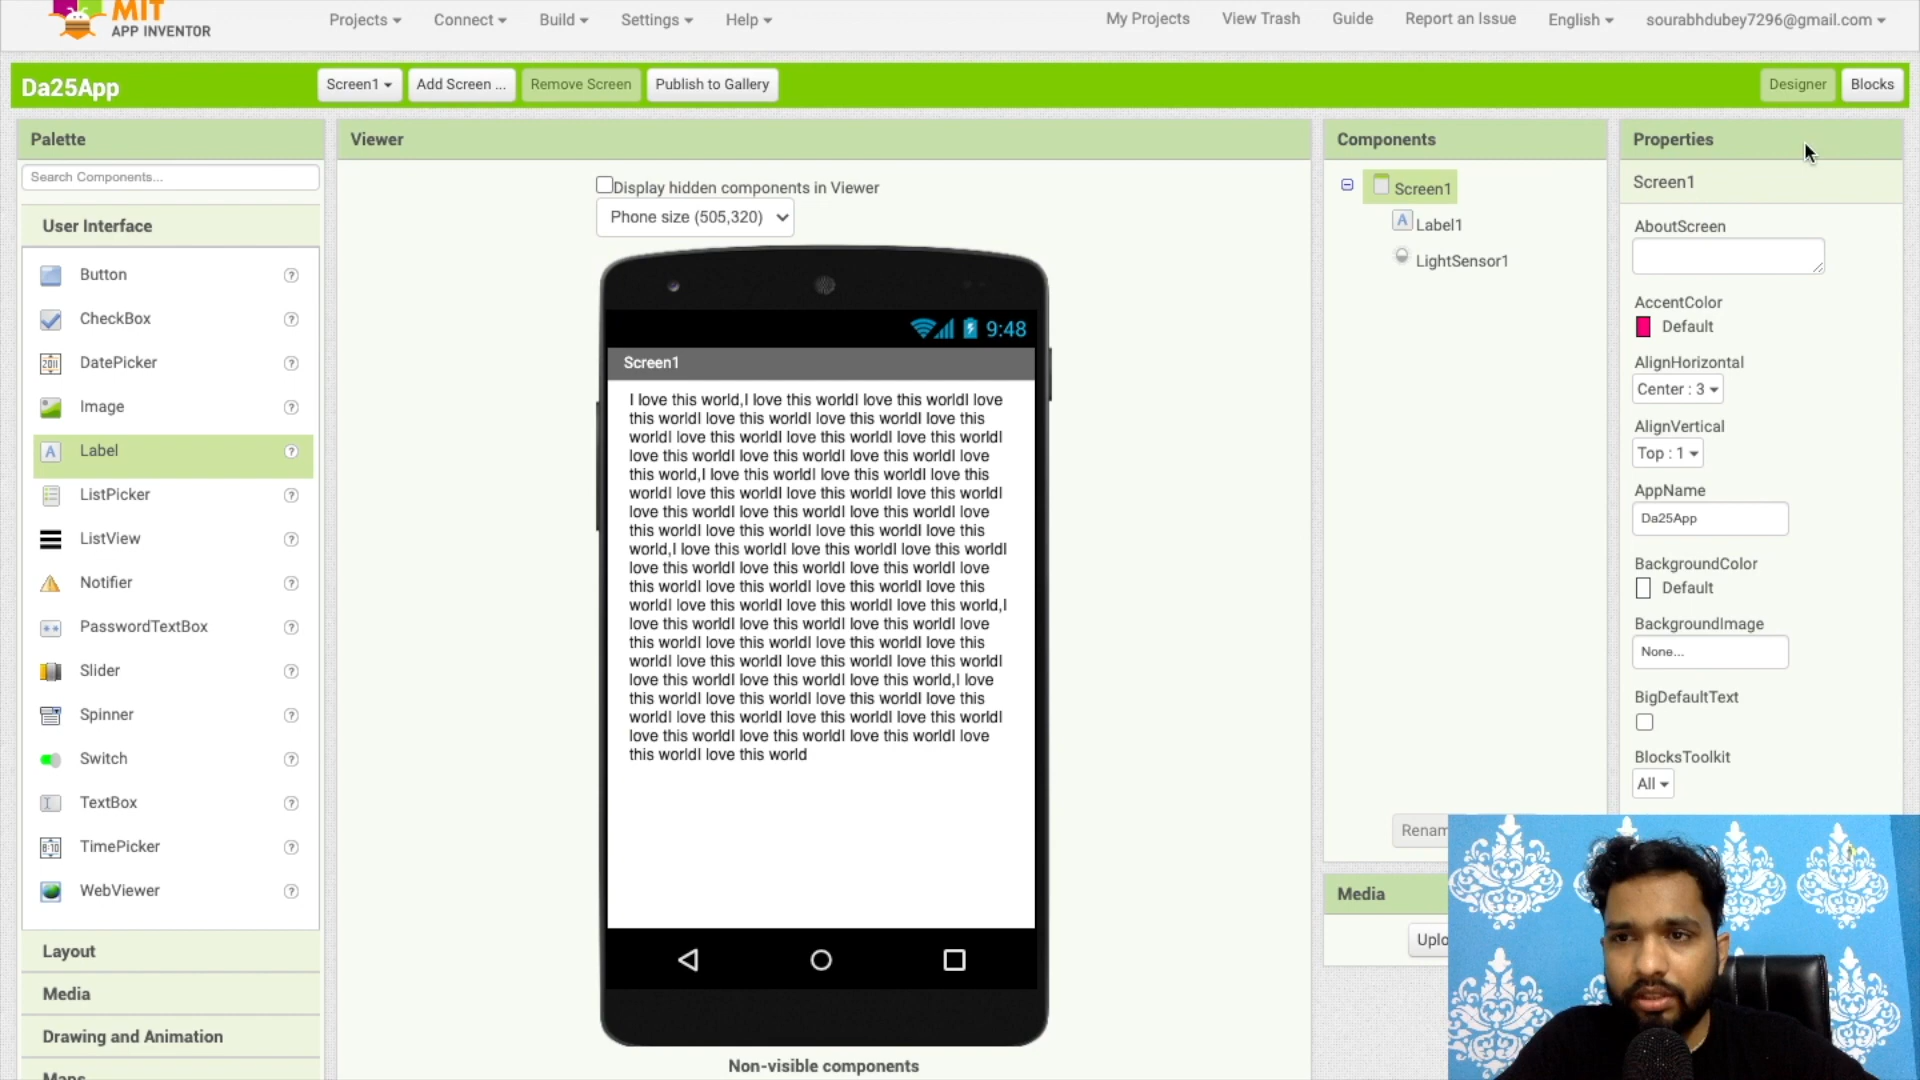 MIT
APP INVENTOR
Projects
Connect
Build
Settings
Help
My Projects
View Trash
Guide
Report an Issue
English
sourabhdubey7296@gmail.com
Da25App
Screen1
Add Screen ...
Remove Screen
Publish to Gallery
Designer
Blocks
Palette
Search Components...
User Interface
Button
CheckBox
DatePicker
Image
Label
ListPicker
ListView
Notifier
PasswordTextBox
Slider
Spinner
Switch
TextBox
TimePicker
WebViewer
Layout
Media
Drawing and Animation
Viewer
Display hidden components in Viewer
Phone size (505,320)
9:48
Screen1
I love this world,I love this worldI love this worldI love
this worldI love this worldI love this worldI love this
worldI love this worldI love this worldI love this worldI
love this worldI love this worldI love this worldI love
this world,I love this worldI love this worldI love this
worldI love this worldI love this worldI love this worldI
love this worldI love this worldI love this worldI love
this worldI love this worldI love this worldI love this
world,I love this worldI love this worldI love this worldI
love this worldI love this worldI love this worldI love
this worldI love this worldI love this worldI love this
worldI love this worldI love this worldI love this world,I
love this worldI love this worldI love this worldI love
this worldI love this worldI love this worldI love this
worldI love this worldI love this worldI love this worldI
love this worldI love this worldI love this world,I love
this worldI love this worldI love this worldI love this
worldI love this worldI love this worldI love this worldI
love this worldI love this worldI love this worldI love
this worldI love this world
Non-visible components
Components
Screen1
Label1
LightSensor1
Renam
Media
Uplo
Properties
Screen1
AboutScreen
AccentColor
Default
AlignHorizontal
Center : 3
AlignVertical
Top : 1
AppName
Da25App
BackgroundColor
Default
BackgroundImage
None...
BigDefaultText
BlocksToolkit
All